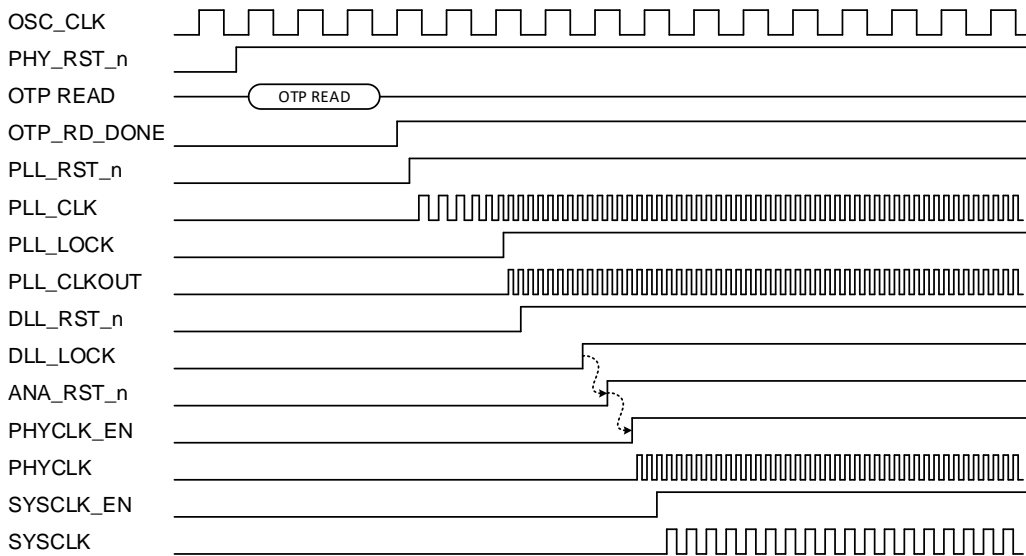 OSC_CLK
PHY_RST_n
OTP READ OTP READ
OTP_RD_DONE
PLL_RST_n
PLL_CLK
PLL_LOCK
PLL_CLKOUT
DLL_RST_n
DLL_LOCK
ANA_RST_n
PHYCLK_EN
PHYCLK
SYSCLK_EN
SYSCLK